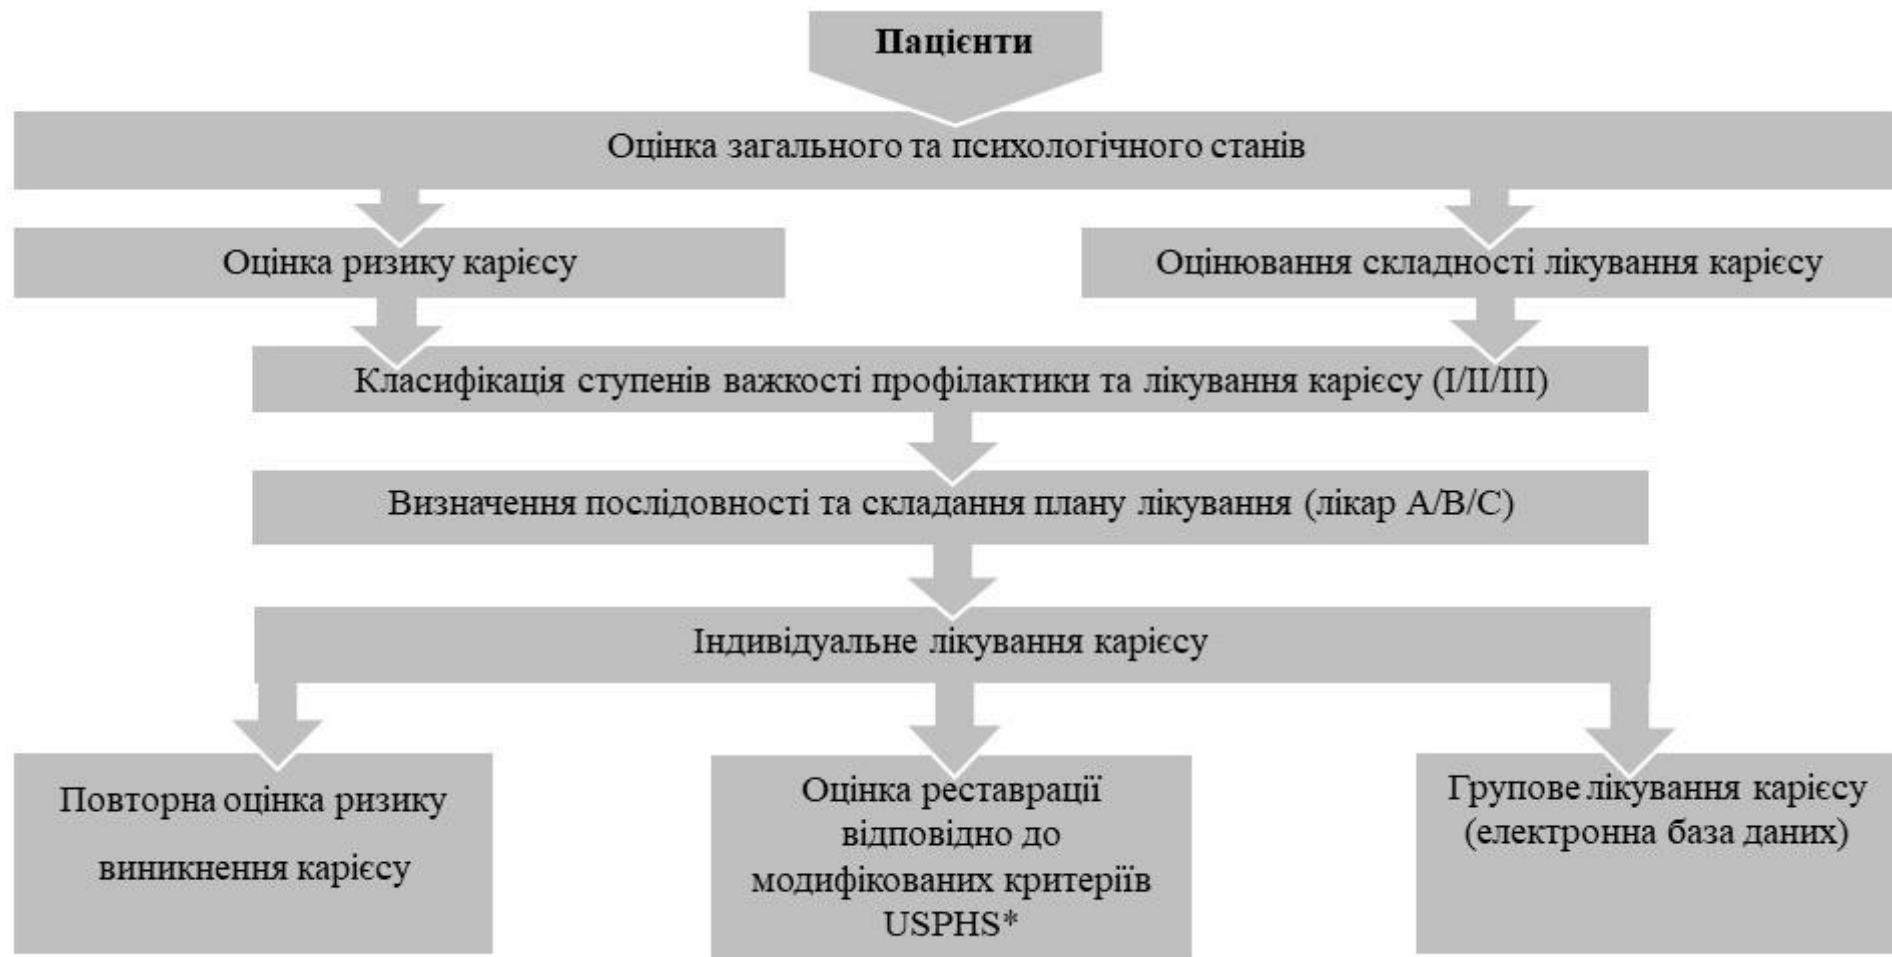 Пацієнти
Оцінка загального та психологічного станів
Оцінка ризику карієсу
Оцінювання складності лікування карієсу
Класифікація ступенів важкості профілактики та лікування карієсу (I/II/III)
Визначення послідовності та складання плану лікування (лікар A/B/C)
Індивідуальне лікування карієсу
Повторна оцінка ризику
виникнення карієсу
Оцінка реставрації
відповідно до
модифікованих критеріїв
USPHS*
Групове лікування карієсу
(електронна база даних)